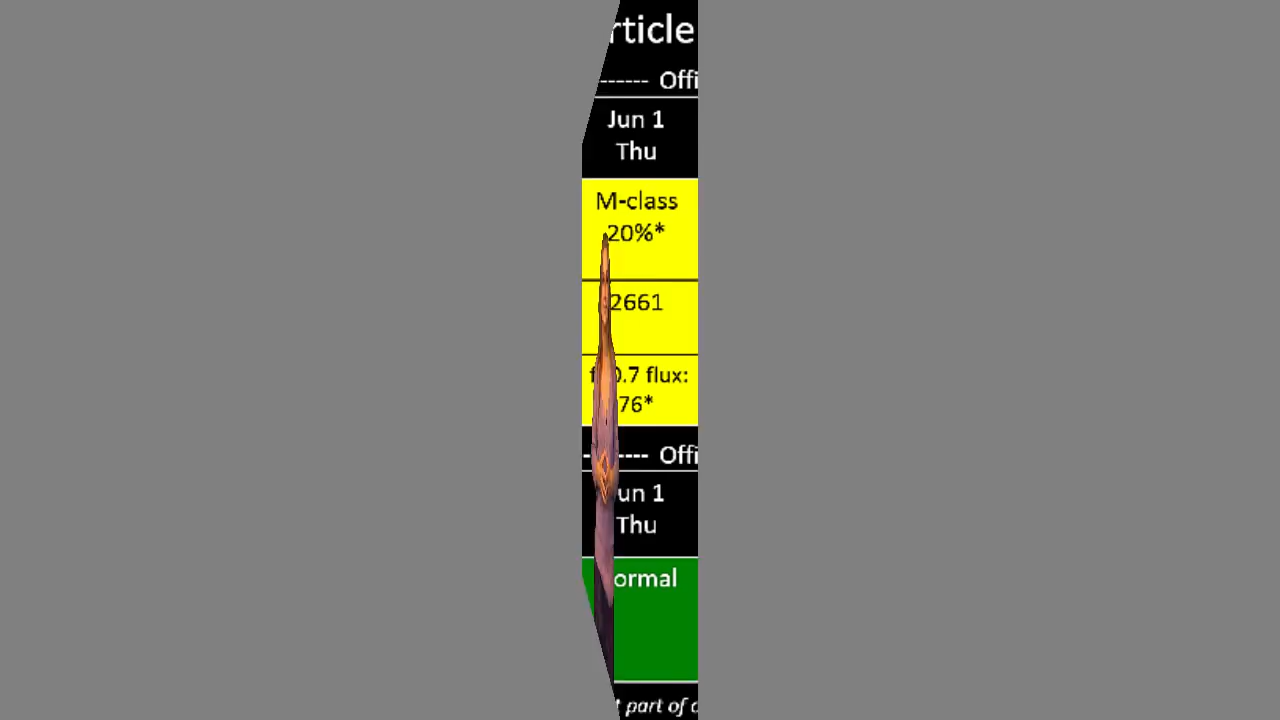 rticle
------ Offi
Jun 1
Thu
M-class
20%*
2661
0.7 flux:
76*
---- Offi
un 1
Thu
ormal
t part of